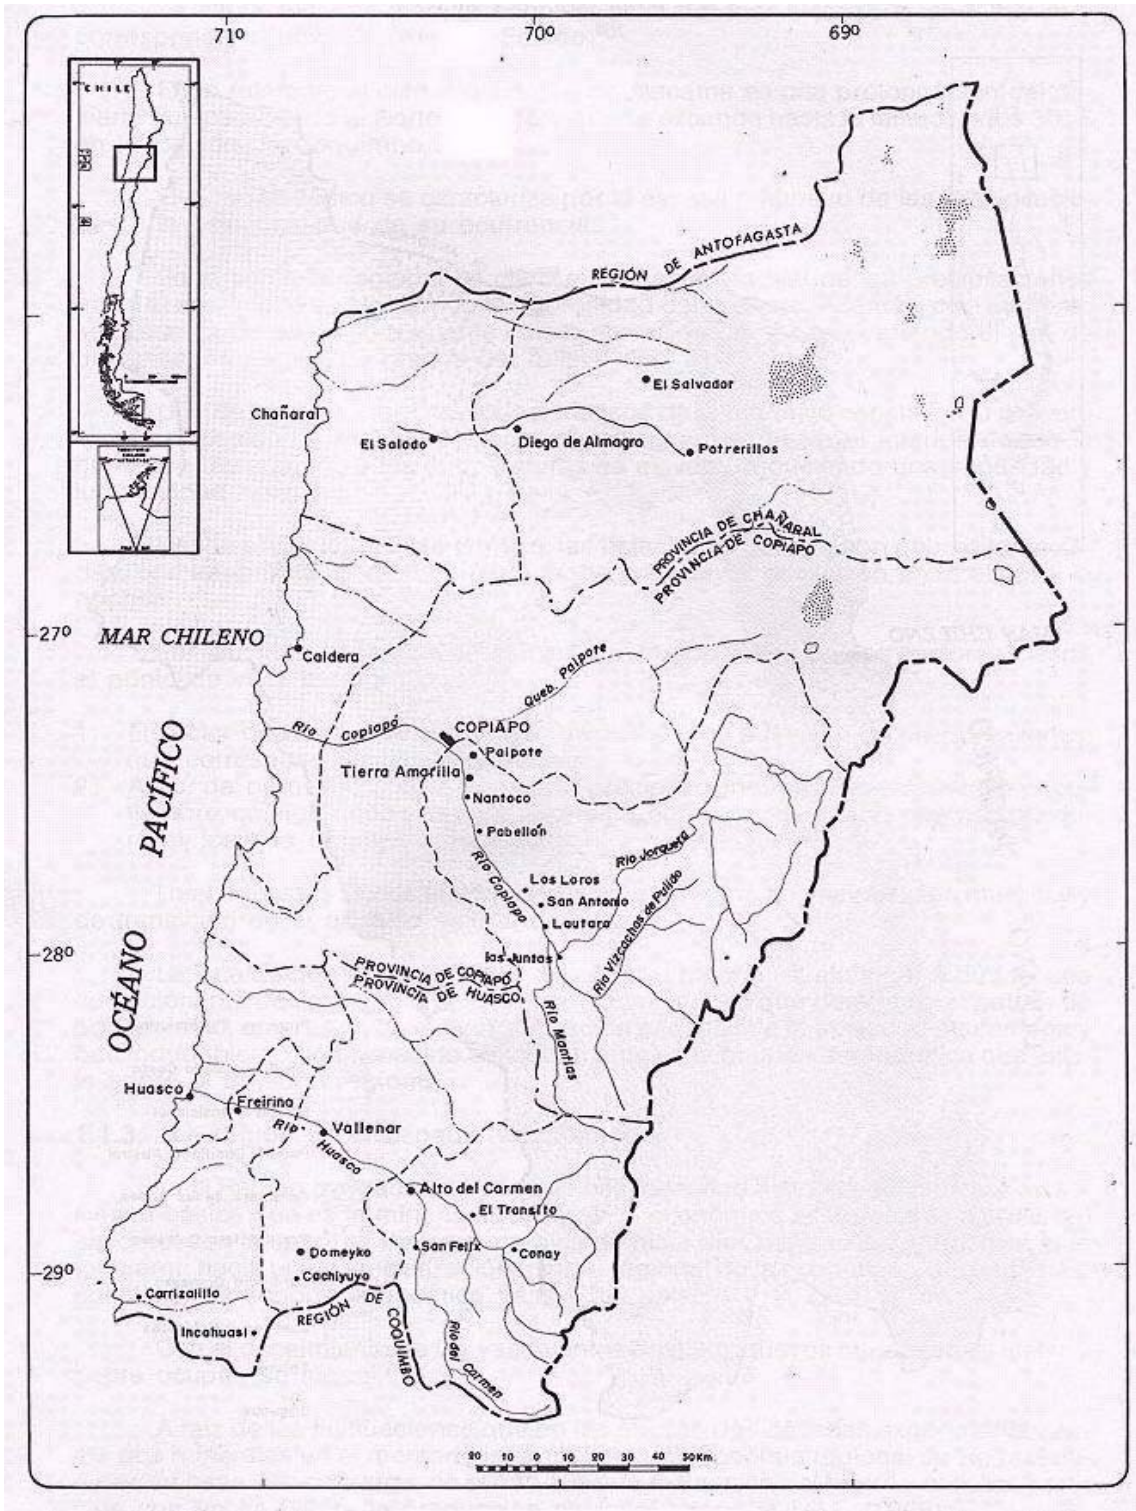 71º
70º
69º
CHILE
REGIÓN DE ANTOFAGASTA
El Salvador
Chañaral
El Salado
Diego de Almagro
Potrerillos
PROVINCIA DE CHAÑARAL
PROVINCIA DE COPIAPO
27º
MAR CHILENO
Caldera
Queb. Paipote
Río Copiapó
COPIAPO
Paipote
Tierra Amarilla
Nantoco
Pabellón
OCÉANO PACÍFICO
Río Copiapo
Río Jorquera
Los Loros
San Antonio
Lautaro
Río Vizcachas de Pulido
28º
las Juntas
PROVINCIA DE COPIAPO
PROVINCIA DE HUASCO
Río Manflas
Huasco
Freirina
Río Huasco
Vallenar
Alto del Carmen
El Transito
San Felix
Conay
Domeyko
Cachiyuyo
29º
Carrizalillo
Incahuasi
REGIÓN DE COQUIMBO
Río del Carmen
20 10 0 10 20 30 40 50Km.